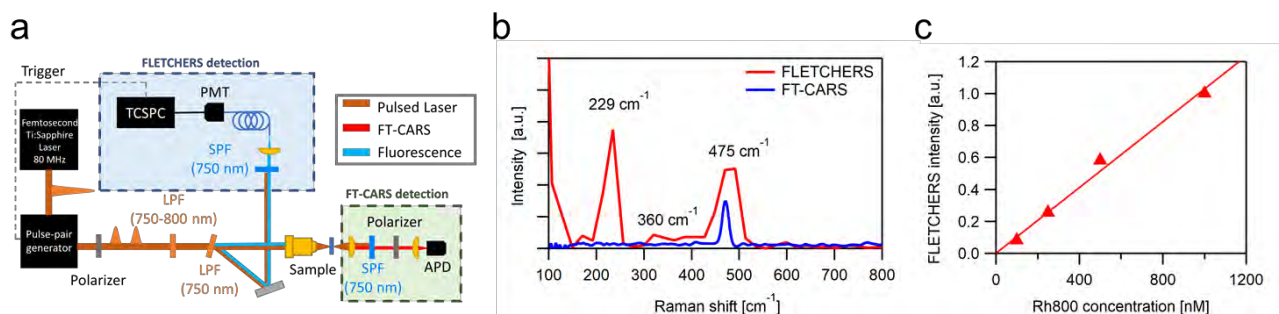 a
FLETCHERS detection
Trigger
PMT
TCSPC
Femtosecond
Ti:Sapphire
Laser
80 MHz
SPF
(750 nm)
Pulsed Laser
FT-CARS
Fluorescence
LPF
(750-800 nm)
FT-CARS detection
Polarizer
Pulse-pair
generator
Polarizer
LPF
(750 nm)
Sample
SPF
(750 nm)
APD
b
FLETCHERS
FT-CARS
229 cm-1
475 cm-1
360 cm-1
Intensity [a.u.]
100 200 300 400 500 600 700 800
Raman shift [cm-1]
c
FLETCHERS intensity [a.u.]
1.2
1.0
0.8
0.6
0.4
0.2
0.0
0 400 800 1200
Rh800 concentration [nM]